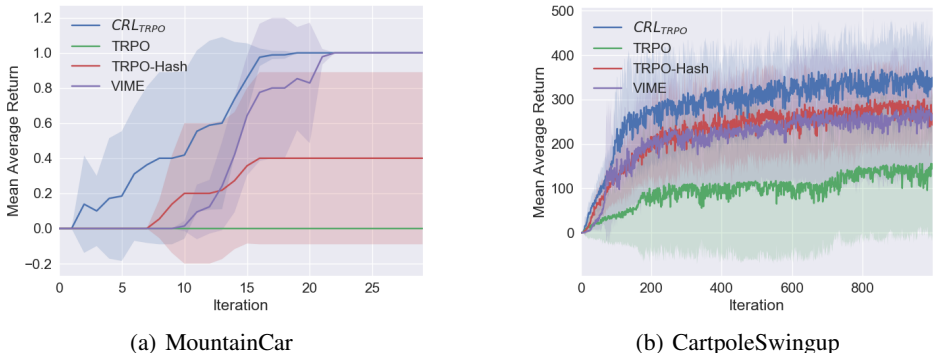 1.2
1.0
0.8
0.6
0.4
0.2
0.0
−0.2
Mean Average Return
CRL_TRPO
TRPO
TRPO-Hash
VIME
0 5 10 15 20 25
Iteration
(a) MountainCar
500
400
300
200
100
0
Mean Average Return
CRL_TRPO
TRPO
TRPO-Hash
VIME
0 200 400 600 800
Iteration
(b) CartpoleSwingup